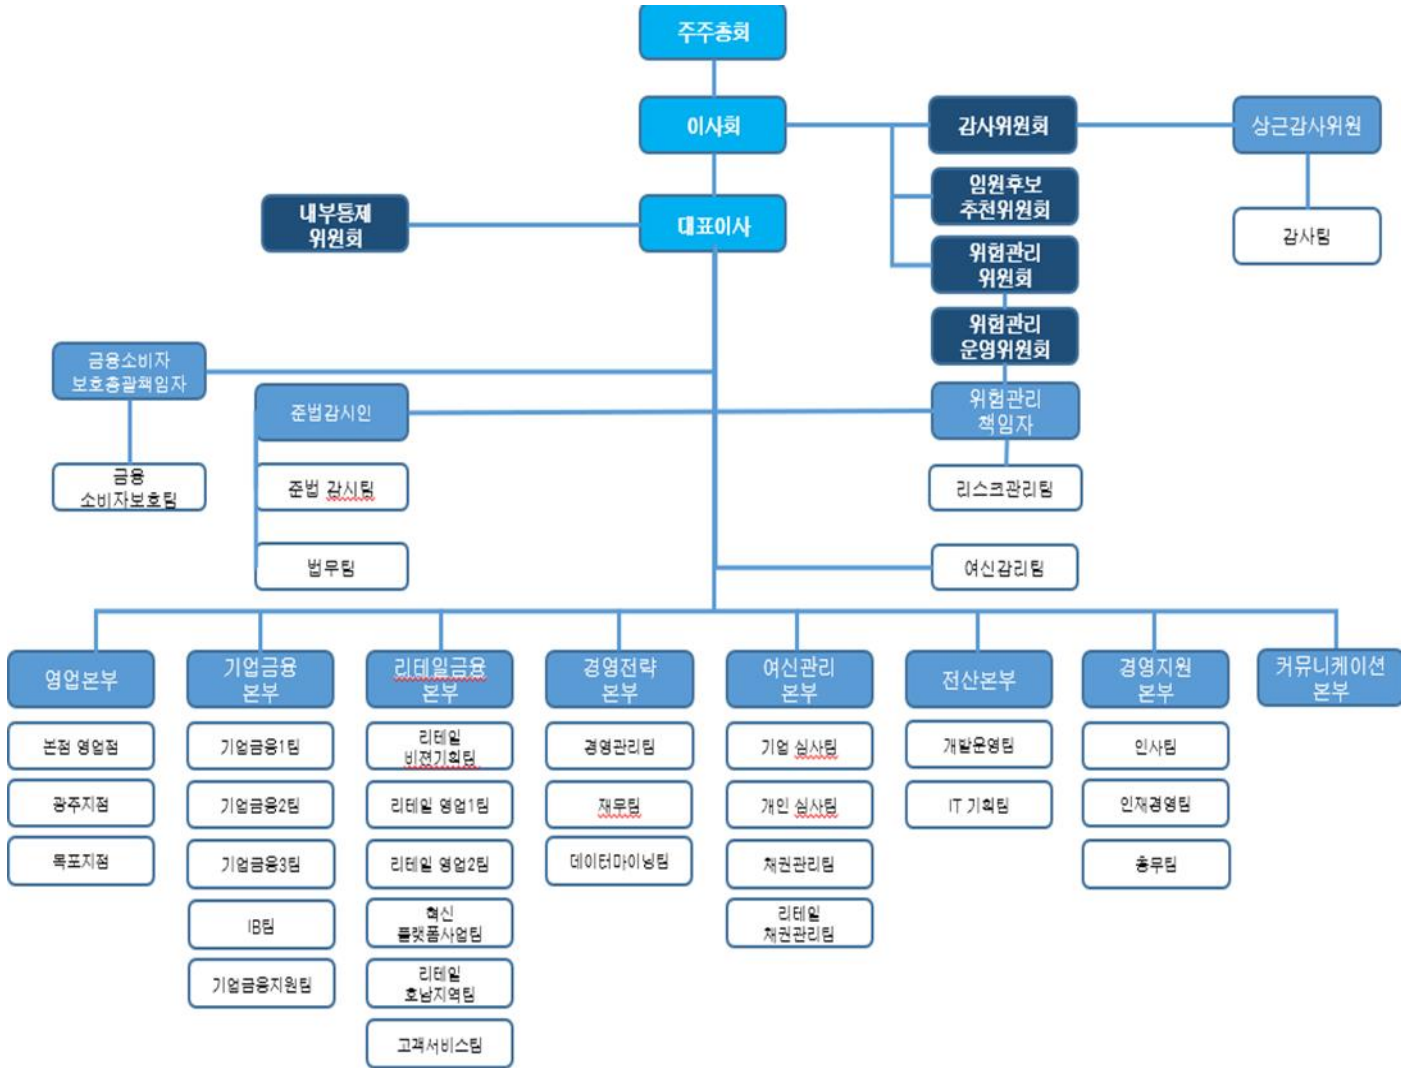 주주총회
이사회
감사위원회
상근감사위원
임원후보
추천위원회
내부통제
위원회
대표이사
감사팀
위험관리
위원회
위험관리
운영위원회
금융소비자
보호총괄책임자
준법감시인
위험관리
책임자
금융
소비자보호팀
준법 감시팀
리스크관리팀
법무팀
여신감리팀
영업본부
본점 영업점
광주지점
목포지점
기업금융
본부
기업금융1팀
기업금융2팀
기업금융3팀
IB팀
기업금융지원팀
리테일금융
본부
리테일
비젼기획팀
리테일 영업1팀
리테일 영업2팀
혁신
플랫폼사업팀
리테일
호남지역팀
고객서비스팀
경영전략
본부
경영관리팀
재무팀
데이터마이닝팀
여신관리
본부
기업 심사팀
개인 심사팀
채권관리팀
리테일
채권관리팀
전산본부
개발운영팀
IT 기획팀
경영지원
본부
인사팀
인재경영팀
총무팀
커뮤니케이션
본부